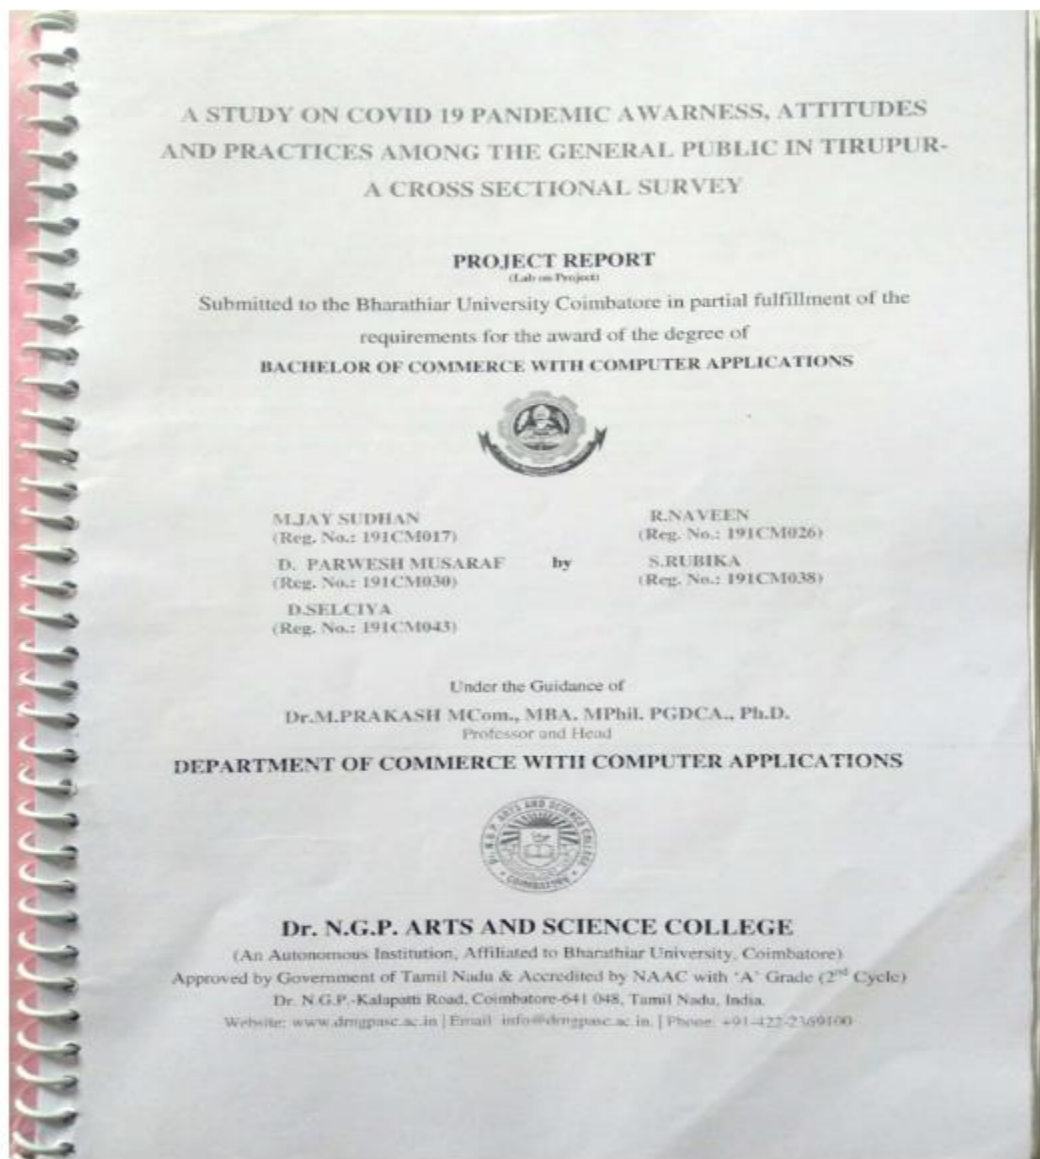 A STUDY ON COVID 19 PANDEMIC AWARNESS, ATTITUDES
AND PRACTICES AMONG THE GENERAL PUBLIC IN TIRUPUR-
A CROSS SECTIONAL SURVEY
PROJECT REPORT
(Lab on Project)
Submitted to the Bharathiar University Coimbatore in partial fulfillment of the
requirements for the award of the degree of
BACHELOR OF COMMERCE WITH COMPUTER APPLICATIONS
M.JAY SUDHAN
(Reg. No.: 191CM017)
R.NAVEEN
(Reg. No.: 191CM026)
D. PARWESH MUSARAF
(Reg. No.: 191CM030)
by
S.RUBIKA
(Reg. No.: 191CM038)
D.SELCIYA
(Reg. No.: 191CM043)
Under the Guidance of
Dr.M.PRAKASH MCom., MBA. MPhil. PGDCA., Ph.D.
Professor and Head
DEPARTMENT OF COMMERCE WITH COMPUTER APPLICATIONS
Dr. N.G.P. ARTS AND SCIENCE COLLEGE
COIMBATORE
Dr. N.G.P. ARTS AND SCIENCE COLLEGE
(An Autonomous Institution, Affiliated to Bharathiar University, Coimbatore)
Approved by Government of Tamil Nadu & Accredited by NAAC with 'A' Grade (2nd Cycle)
Dr. N.G.P.-Kalapatti Road, Coimbatore-641 048, Tamil Nadu, India.
Website: www.drngpasc.ac.in | Email: info@drngpasc.ac.in. | Phone: +91-422-2369100